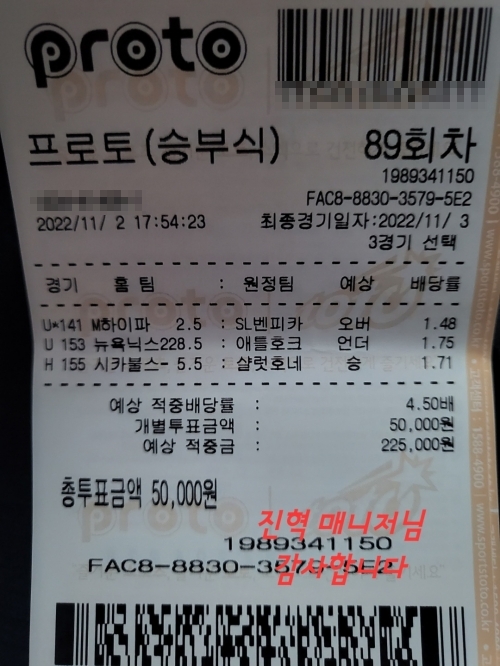 proto
프로토(승부식) 89회차
1989341150
FAC8-8830-3579-5E2
2022/11/ 2 17:54:23 최종경기일자:2022/11/ 3
3경기 선택
경기 홈 팀 : 원정팀 예상 배당률
U*141 M하이파 2.5 : SL벤피카 오버 1.48
U 153 뉴욕닉스228.5 : 애틀호크 언더 1.75
H 155 시카불스- 5.5 : 샬럿호네 승 1.71
예상 적중배당률 : 4.50배
개별투표금액 : 50,000원
예상 적중금 : 225,000원
총투표금액 50,000원
진혁 매니저님
1989341150
감사합니다
FAC8-8830-3579-5E2